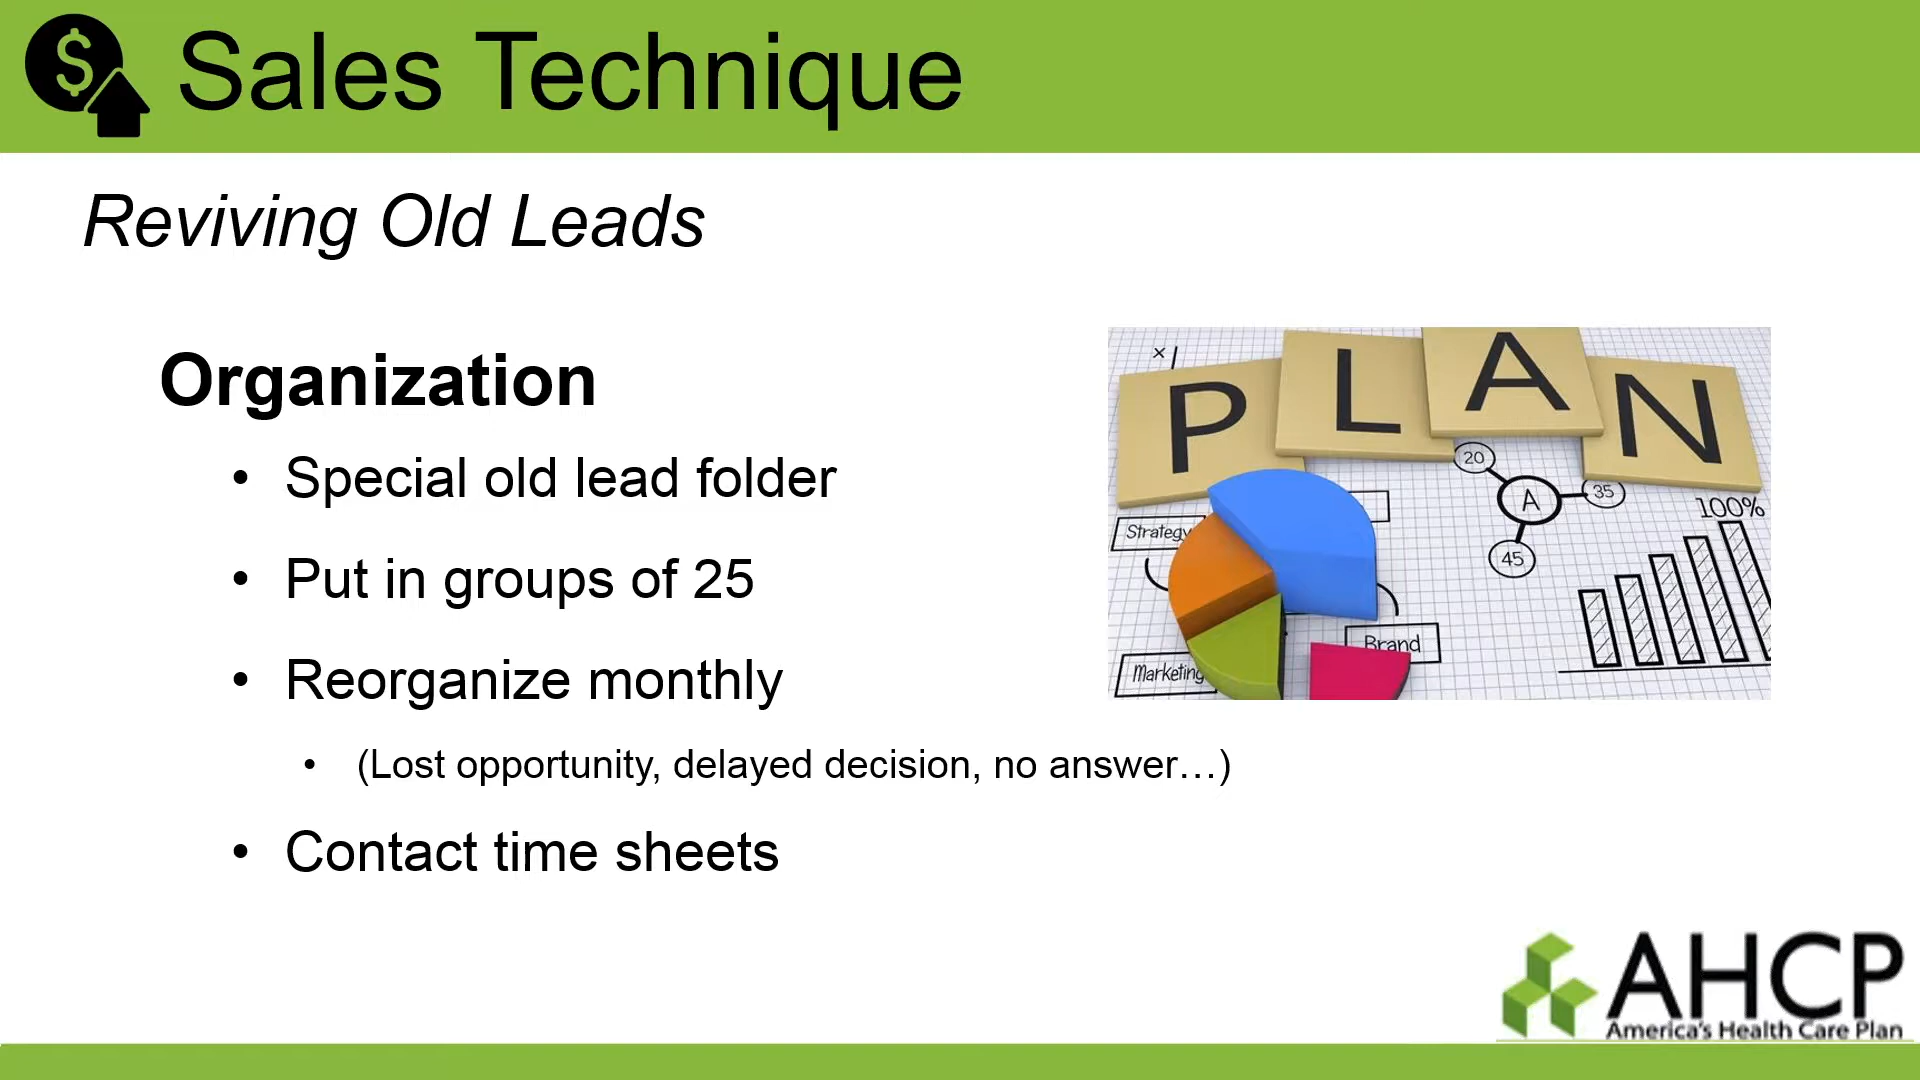 $ Sales Technique
Reviving Old Leads
Organization
• Special old lead folder
• Put in groups of 25
• Reorganize monthly
• (Lost opportunity, delayed decision, no answer…)
• Contact time sheets
x
PLAN
20
A
35
45
100%
Strategy
Brand
Marketing
AHCP
America's Health Care Plan